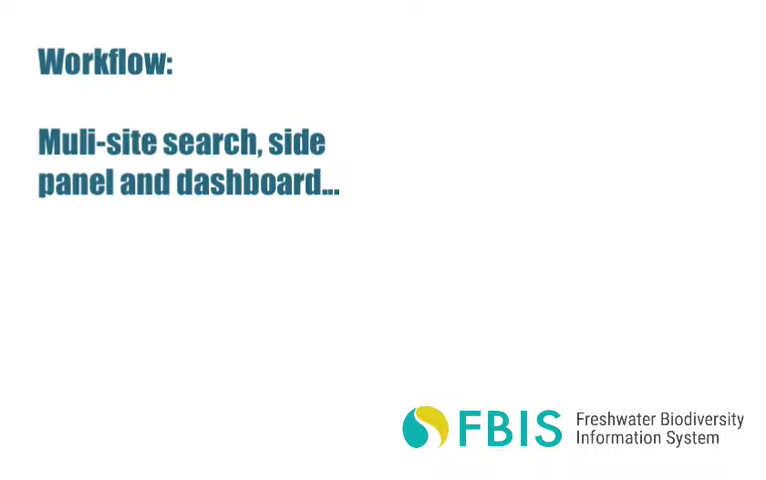 Workflow:
Muli-site search, side
panel and dashboard...
FBIS
Freshwater Biodiversity
Information System